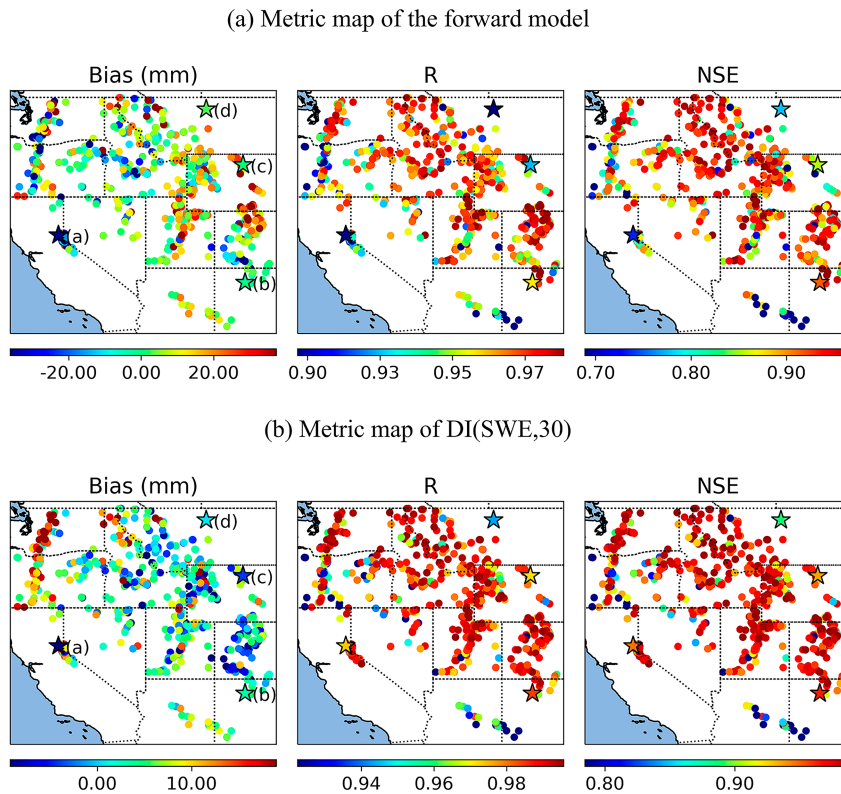 (a) Metric map of the forward model
Bias (mm) R NSE
(d)
(c)
(a)
(b)
-20.00 0.00 20.00 0.90 0.93 0.95 0.97 0.70 0.80 0.90
(b) Metric map of DI(SWE,30)
Bias (mm) R NSE
(d)
(c)
(a)
(b)
0.00 10.00 0.94 0.96 0.98 0.80 0.90